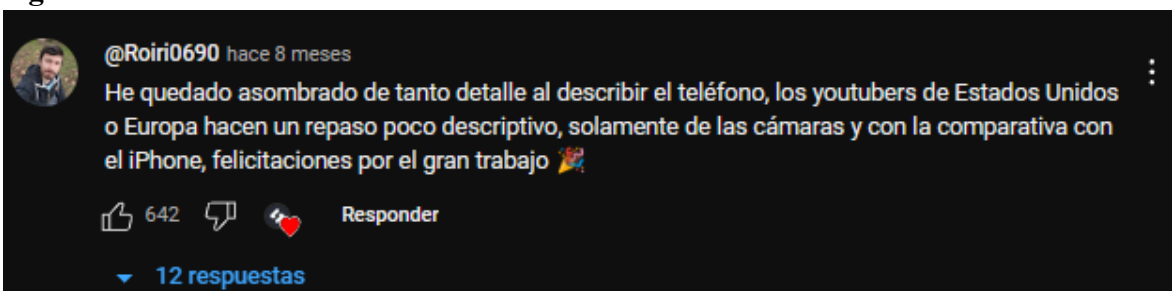 @Roiri0690 hace 8 meses
He quedado asombrado de tanto detalle al describir el teléfono, los youtubers de Estados Unidos
o Europa hacen un repaso poco descriptivo, solamente de las cámaras y con la comparativa con
el iPhone, felicitaciones por el gran trabajo 🎉
642 Responder
12 respuestas